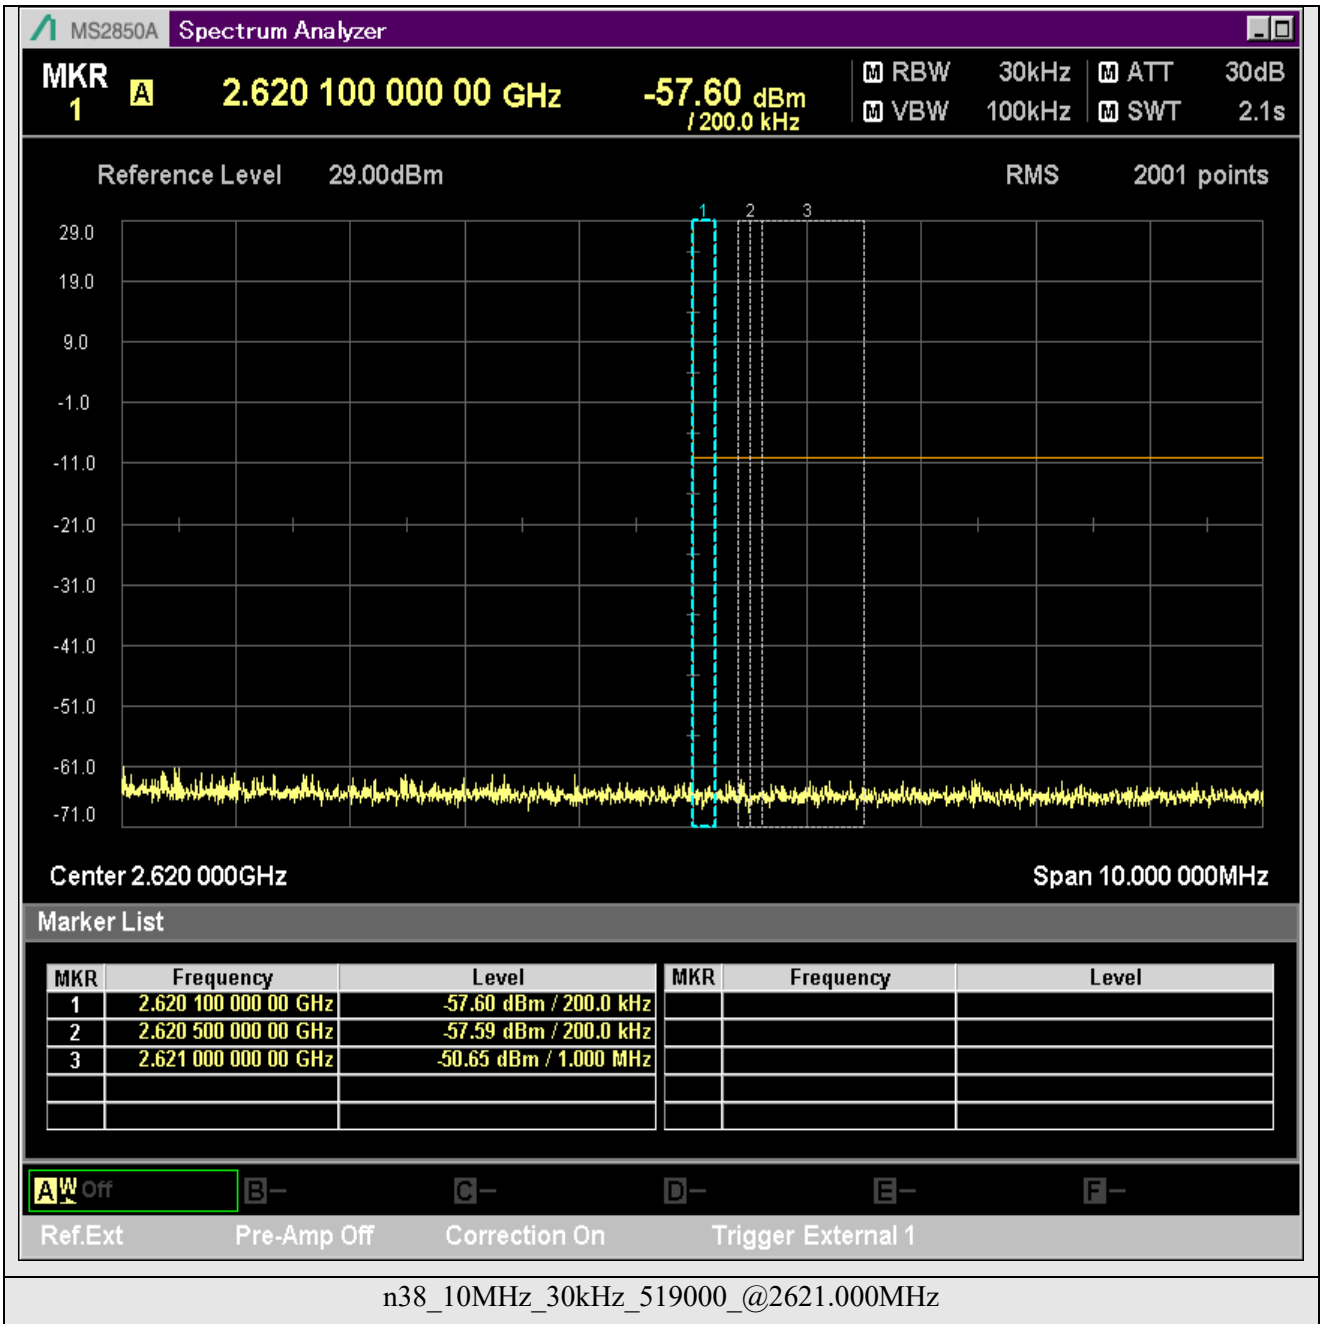 MS2850A Spectrum Analyzer
MKR 1 A 2.620 100 000 00 GHz -57.60 dBm / 200.0 kHz
M RBW 30kHz M ATT 30dB
M VBW 100kHz M SWT 2.1s
Reference Level 29.00dBm RMS 2001 points
1 2 3
29.0
19.0
9.0
-1.0
-11.0
-21.0
-31.0
-41.0
-51.0
-61.0
-71.0
Center 2.620 000GHz Span 10.000 000MHz
Marker List
MKR Frequency Level MKR Frequency Level
1 2.620 100 000 00 GHz -57.60 dBm / 200.0 kHz
2 2.620 500 000 00 GHz -57.59 dBm / 200.0 kHz
3 2.621 000 000 00 GHz -50.65 dBm / 1.000 MHz
A W Off B – C – D – E – F –
Ref.Ext Pre-Amp Off Correction On Trigger External 1
n38_10MHz_30kHz_519000_@2621.000MHz